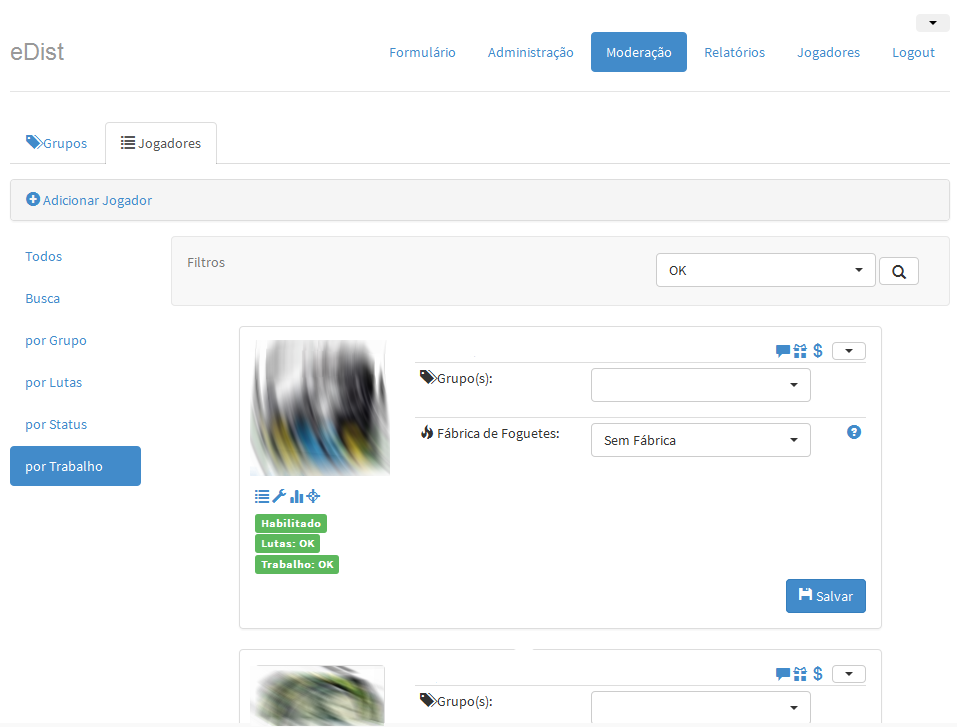 eDist
Formulário Administração Moderação Relatórios Jogadores Logout
Grupos Jogadores
Adicionar Jogador
Todos
Busca
por Grupo
por Lutas
por Status
por Trabalho
Filtros OK
$
Grupo(s):
Fábrica de Foguetes: Sem Fábrica ?
Habilitado
Lutas: OK
Trabalho: OK
Salvar
$
Grupo(s):